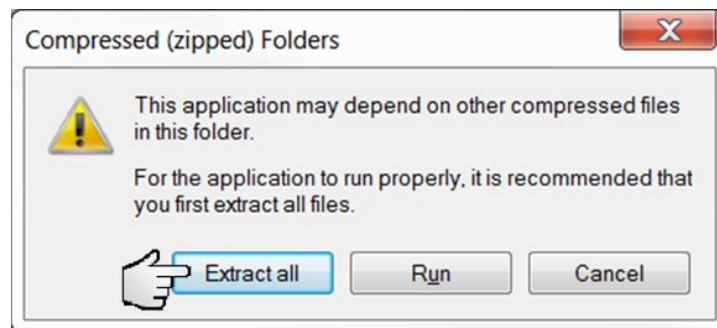 Compressed (zipped) Folders
This application may depend on other compressed files
in this folder.
For the application to run properly, it is recommended that
you first extract all files.
Extract all
Run
Cancel